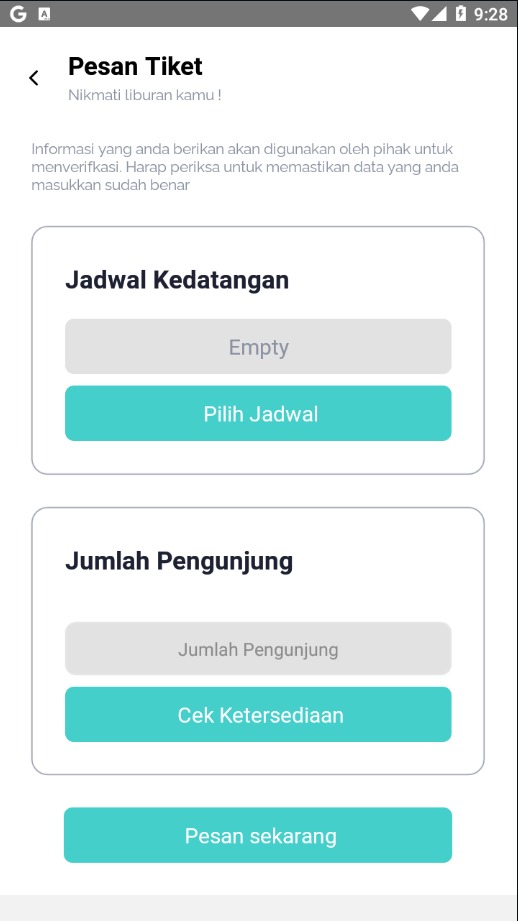 G A 9:28
Pesan Tiket
Nikmati liburan kamu !
Informasi yang anda berikan akan digunakan oleh pihak untuk
menverifkasi. Harap periksa untuk memastikan data yang anda
masukkan sudah benar
Jadwal Kedatangan
Empty
Pilih Jadwal
Jumlah Pengunjung
Jumlah Pengunjung
Cek Ketersediaan
Pesan sekarang